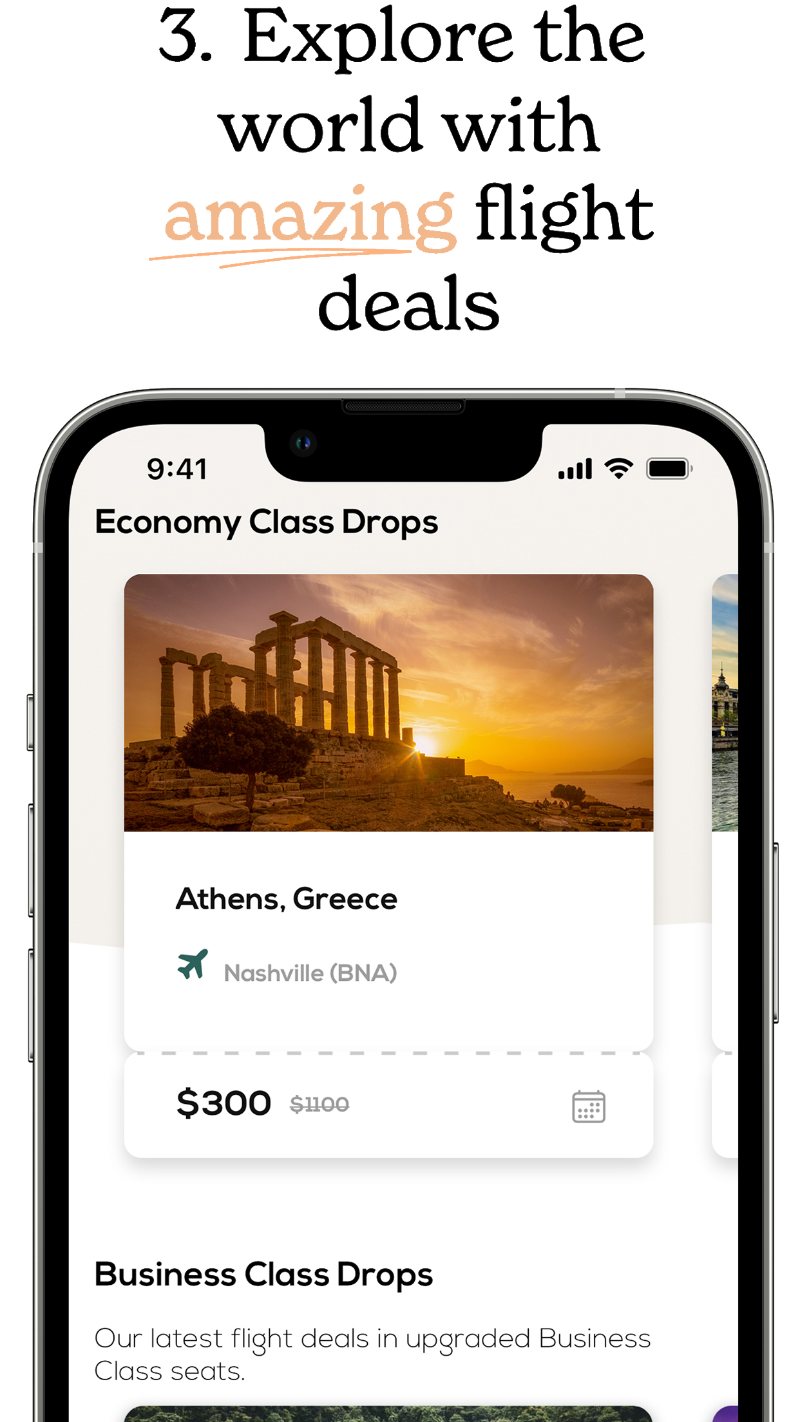 3. Explore the
world with
amazing flight
deals
9:41
Economy Class Drops
Athens, Greece
Nashville (BNA)
$300 $1100
Business Class Drops
Our latest flight deals in upgraded Business
Class seats.